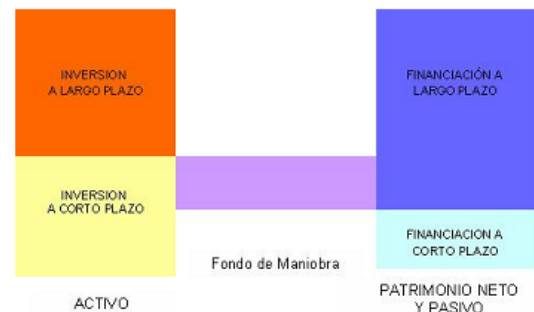 INVERSION
A LARGO PLAZO
FINANCIACIÓN A
LARGO PLAZO
INVERSION
A CORTO PLAZO
FINANCIACION A
CORTO PLAZO
Fondo de Maniobra
ACTIVO
PATRIMONIO NETO
Y PASIVO